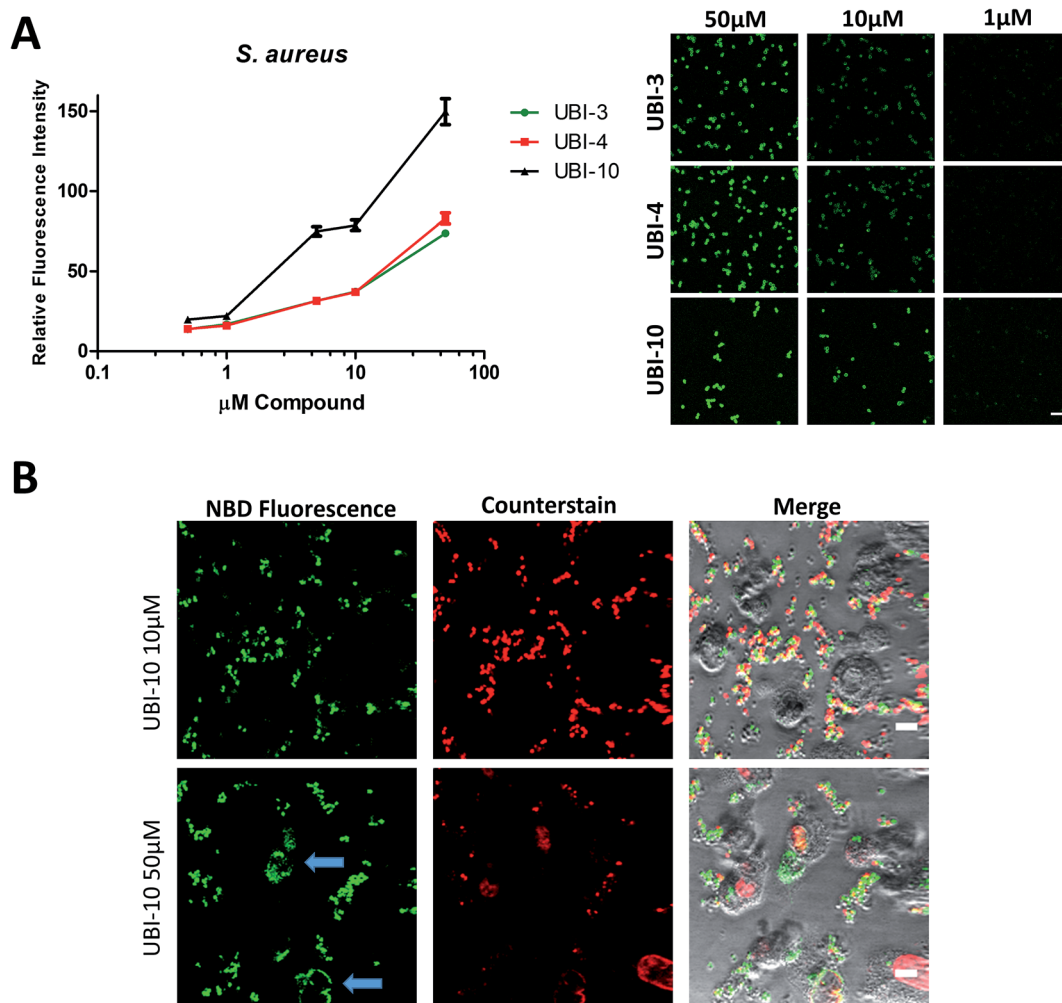 A
S. aureus
Relative Fluorescence Intensity
150
100
50
0
0.1
1
10
100
μM Compound
UBI-3
UBI-4
UBI-10
50μM
10μM
1μM
UBI-3
UBI-4
UBI-10
B
NBD Fluorescence
Counterstain
Merge
UBI-10 10μM
UBI-10 50μM